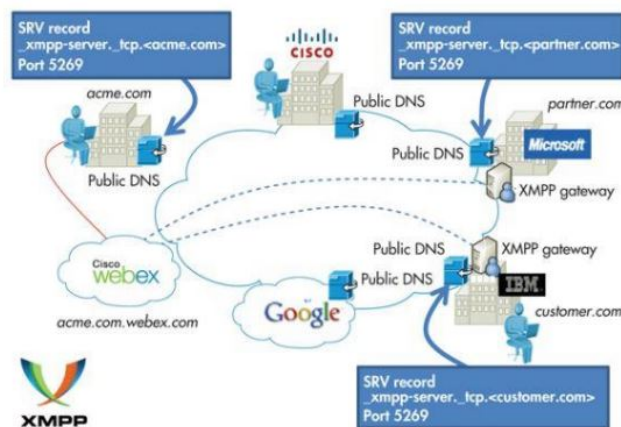 SRV record
_xmpp-server._tcp.<acme.com>
Port 5269
SRV record
_xmpp-server._tcp.<partner.com>
Port 5269
CISCO
acme.com
Public DNS
partner.com
Public DNS
Microsoft
Public DNS
XMPP gateway
XMPP gateway
Cisco
webex
Public DNS
Public DNS
IBM
Google
acme.com.webex.com
customer.com
SRV record
_xmpp-server._tcp.<customer.com>
Port 5269
XMPP